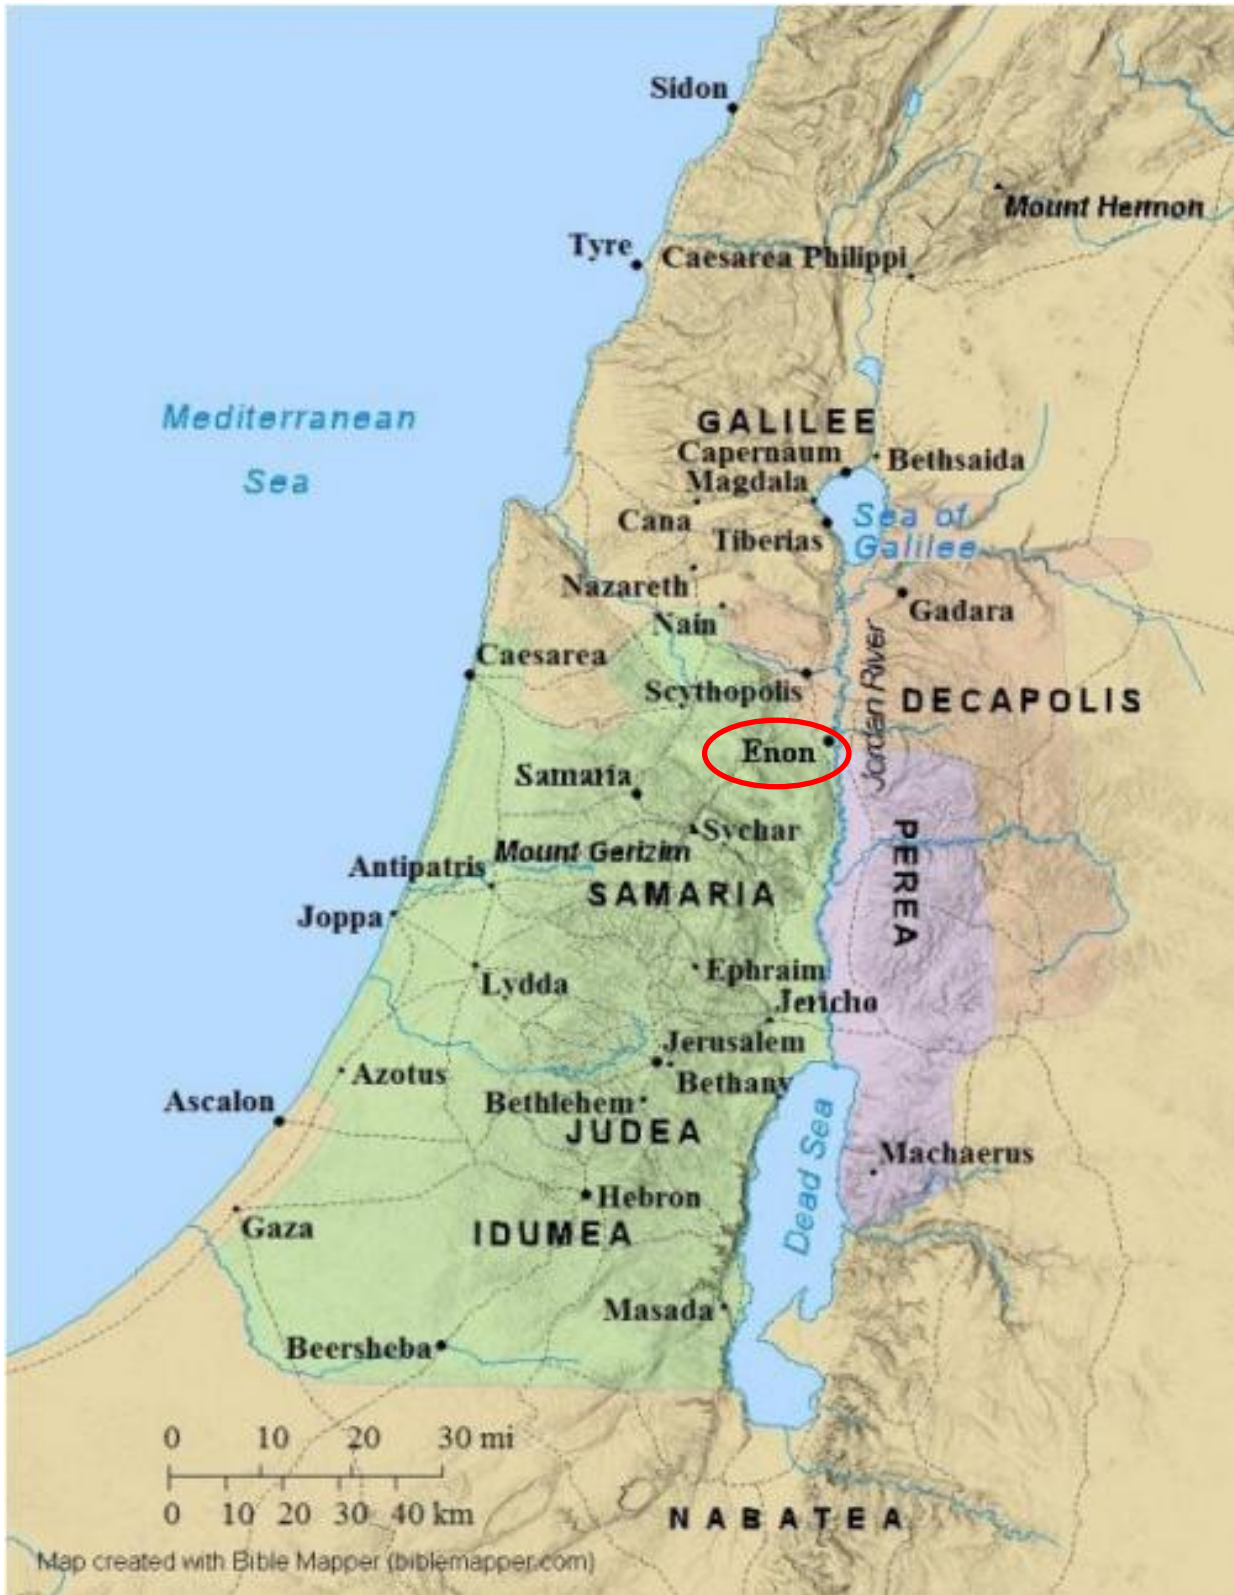 Sidon
Mount Hermon
Tyre
Caesarea Philippi
Mediterranean
Sea
GALILEE
Capernaum
Bethsaida
Magdala
Cana
Sea of
Galilee
Tiberias
Nazareth
Gadara
Nain
Jordan River
Caesarea
Scythopolis
DECAPOLIS
Enon
Samaria
Sychar
PEREA
Mount Gerizim
Antipatris
SAMARIA
Joppa
Ephraim
Lydda
Jericho
Jerusalem
Azotus
Bethany
Ascalon
Bethlehem
JUDEA
Dead Sea
Machaerus
Hebron
Gaza
IDUMEA
Masada
Beersheba
0 10 20 30 mi
0 10 20 30 40 km
NABATEA
Map created with Bible Mapper (biblemapper.com)